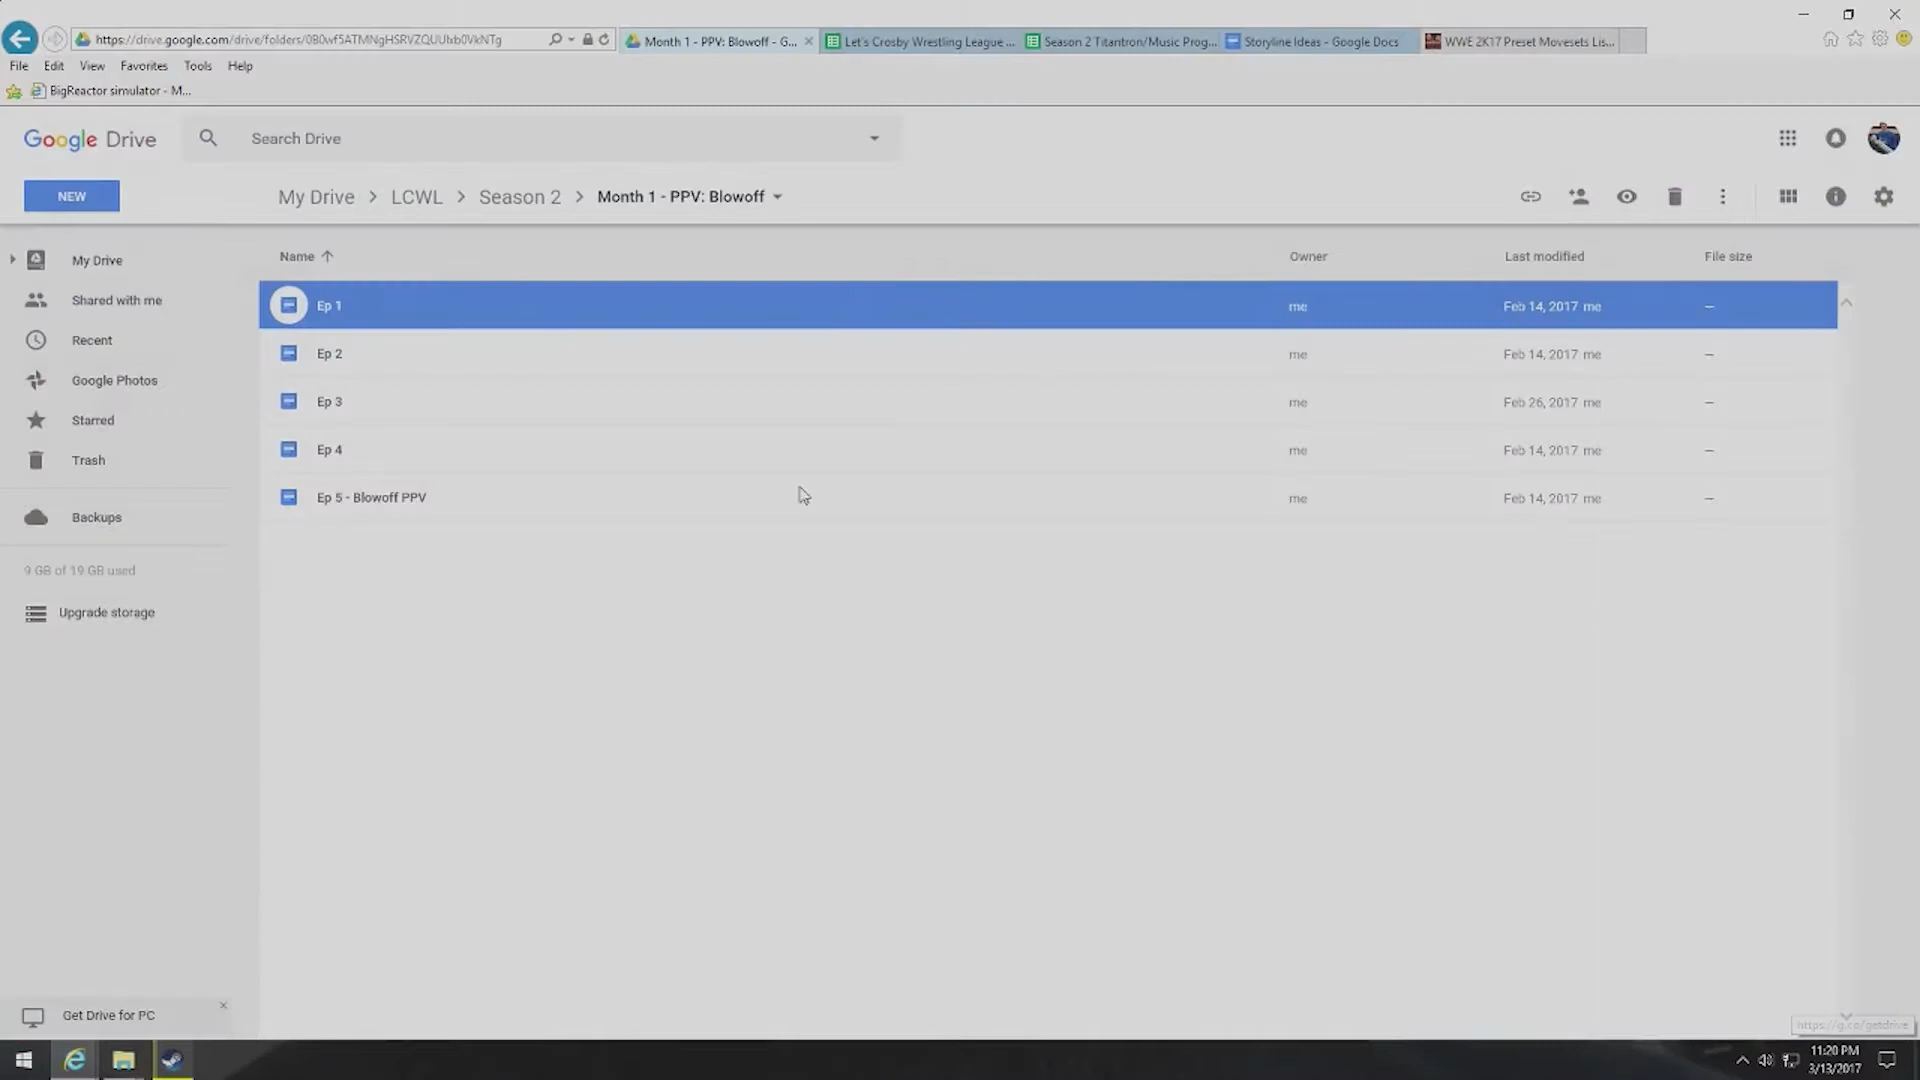 https://drive.google.com/drive/folders/0B0wf5ATMNgHSRVZQUUlxb0VkNTg
Month 1 - PPV: Blowoff - G...
Let's Crosby Wrestling League ...
Season 2 Titantron/Music Prog...
Storyline Ideas - Google Docs
WWE 2K17 Preset Movesets Lis...
File Edit View Favorites Tools Help
BigReactor simulator - M...
Google Drive
Search Drive
NEW
My Drive > LCWL > Season 2 > Month 1 - PPV: Blowoff
My Drive
Shared with me
Recent
Google Photos
Starred
Trash
Backups
9 GB of 19 GB used
Upgrade storage
Name Owner Last modified File size
Ep 1 me Feb 14, 2017 me —
Ep 2 me Feb 14, 2017 me —
Ep 3 me Feb 26, 2017 me —
Ep 4 me Feb 14, 2017 me —
Ep 5 - Blowoff PPV me Feb 14, 2017 me —
Get Drive for PC
https://g.co/getdrive
11:20 PM
3/13/2017